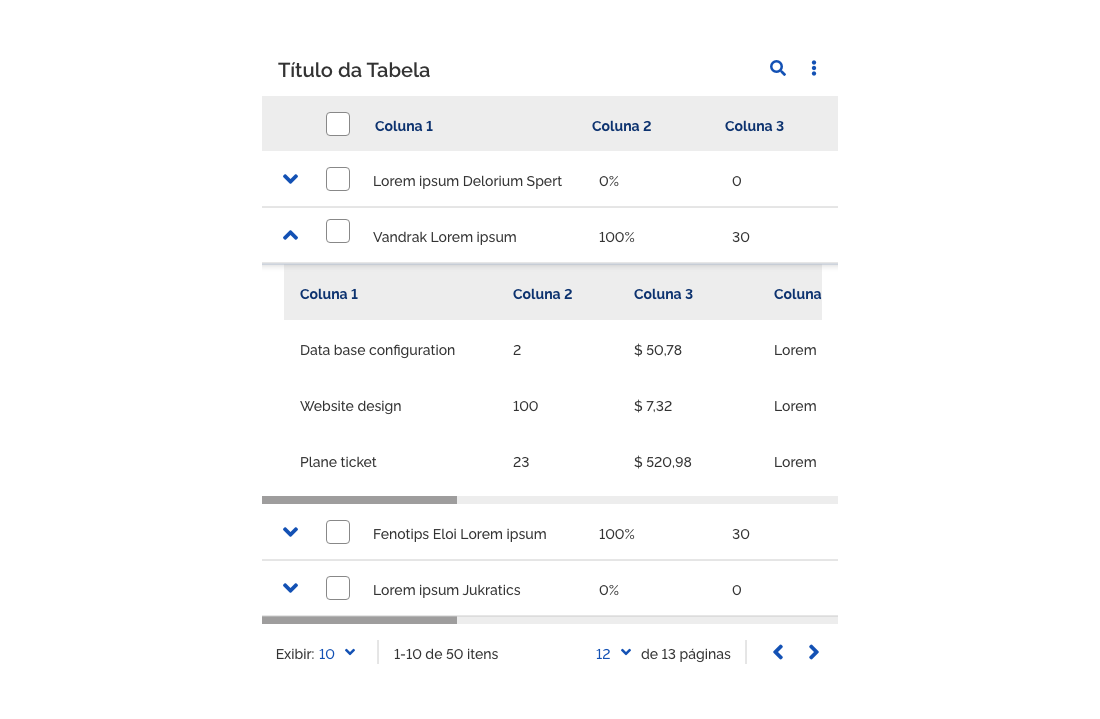 Título da Tabela
Coluna 1 Coluna 2 Coluna 3
Lorem ipsum Delorium Spert 0% 0
Vandrak Lorem ipsum 100% 30
Coluna 1 Coluna 2 Coluna 3 Coluna
Data base configuration 2 $ 50,78 Lorem
Website design 100 $ 7,32 Lorem
Plane ticket 23 $ 520,98 Lorem
Fenotips Eloi Lorem ipsum 100% 30
Lorem ipsum Jukratics 0% 0
Exibir: 10 1-10 de 50 itens 12 de 13 páginas